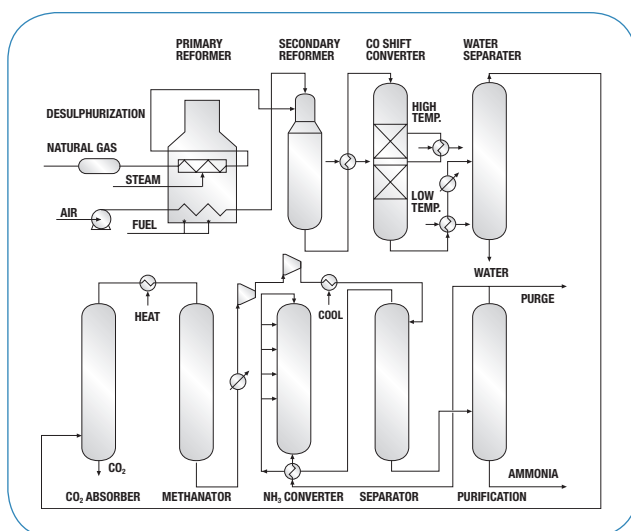 PRIMARY
REFORMER
SECONDARY
REFORMER
CO SHIFT
CONVERTER
WATER
SEPARATER
DESULPHURIZATION
HIGH
TEMP.
NATURAL GAS
STEAM
LOW
TEMP.
AIR
FUEL
WATER
PURGE
HEAT
COOL
CO₂
AMMONIA
CO₂ ABSORBER
METHANATOR
NH₃ CONVERTER
SEPARATOR
PURIFICATION